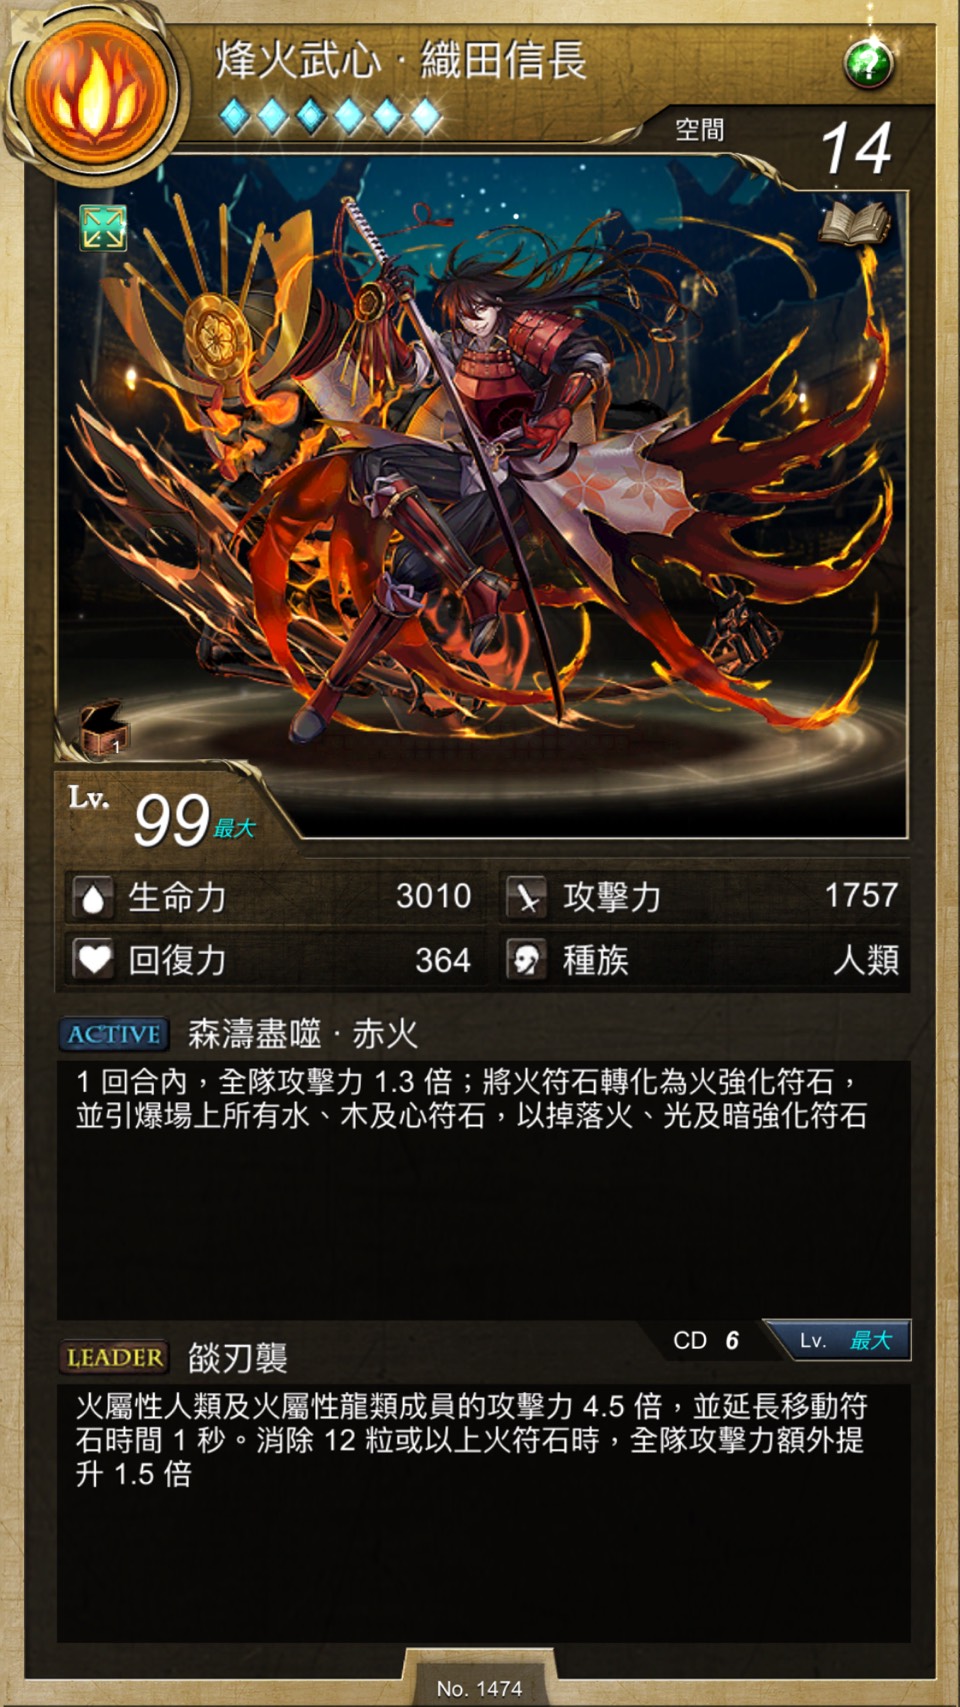 烽火武心‧織田信長
?
空間
14
1
Lv. 99最大
生命力 3010 攻擊力 1757
回復力 364 種族 人類
ACTIVE 森濤盡噬‧赤火
1 回合內，全隊攻擊力 1.3 倍；將火符石轉化為火強化符石，
並引爆場上所有水、木及心符石，以掉落火、光及暗強化符石
CD 6 Lv. 最大
LEADER 燄刃襲
火屬性人類及火屬性龍類成員的攻擊力 4.5 倍，並延長移動符
石時間 1 秒。消除 12 粒或以上火符石時，全隊攻擊力額外提
升 1.5 倍
No. 1474